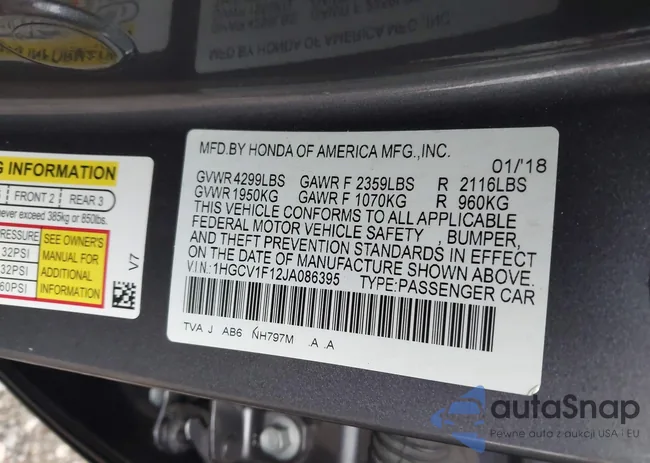 MFD.BY HONDA OF AMERICA MFG.,INC.
01/'18
GVWR 4299LBS GAWR F 2359LBS R 2116LBS
GVWR 1950KG GAWR F 1070KG R 960KG
THIS VEHICLE CONFORMS TO ALL APPLICABLE
FEDERAL MOTOR VEHICLE SAFETY , BUMPER,
AND THEFT PREVENTION STANDARDS IN EFFECT
ON THE DATE OF MANUFACTURE SHOWN ABOVE.
V.I.N.: 1HGCV1F12JA086395 TYPE:PASSENGER CAR
TVA J AB6 NH797M .A .A
INFORMATION
FRONT 2 REAR 3
never exceed 385kg or 850lbs.
PRESSURE
32PSI
32PSI
60PSI
SEE OWNER'S
MANUAL FOR
ADDITIONAL
INFORMATION
V7
autoSnap
Pewne auto z aukcji USA i EU